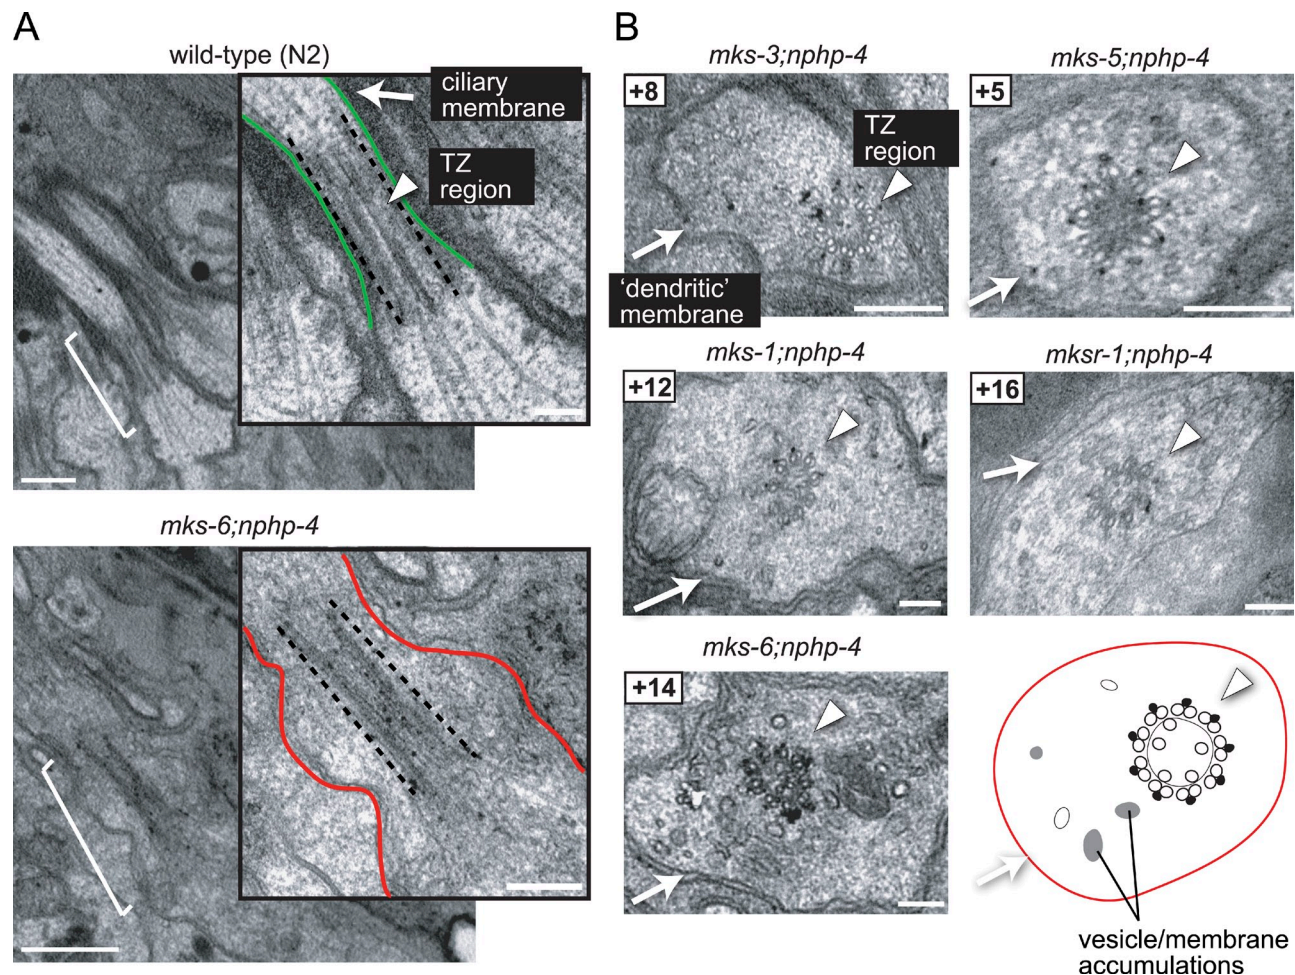 A
wild-type (N2)
ciliary
membrane
TZ
region
mks-6;nphp-4
B
mks-3;nphp-4
+8
TZ
region
'dendritic'
membrane
mks-5;nphp-4
+5
mks-1;nphp-4
+12
mksr-1;nphp-4
+16
mks-6;nphp-4
+14
vesicle/membrane
accumulations